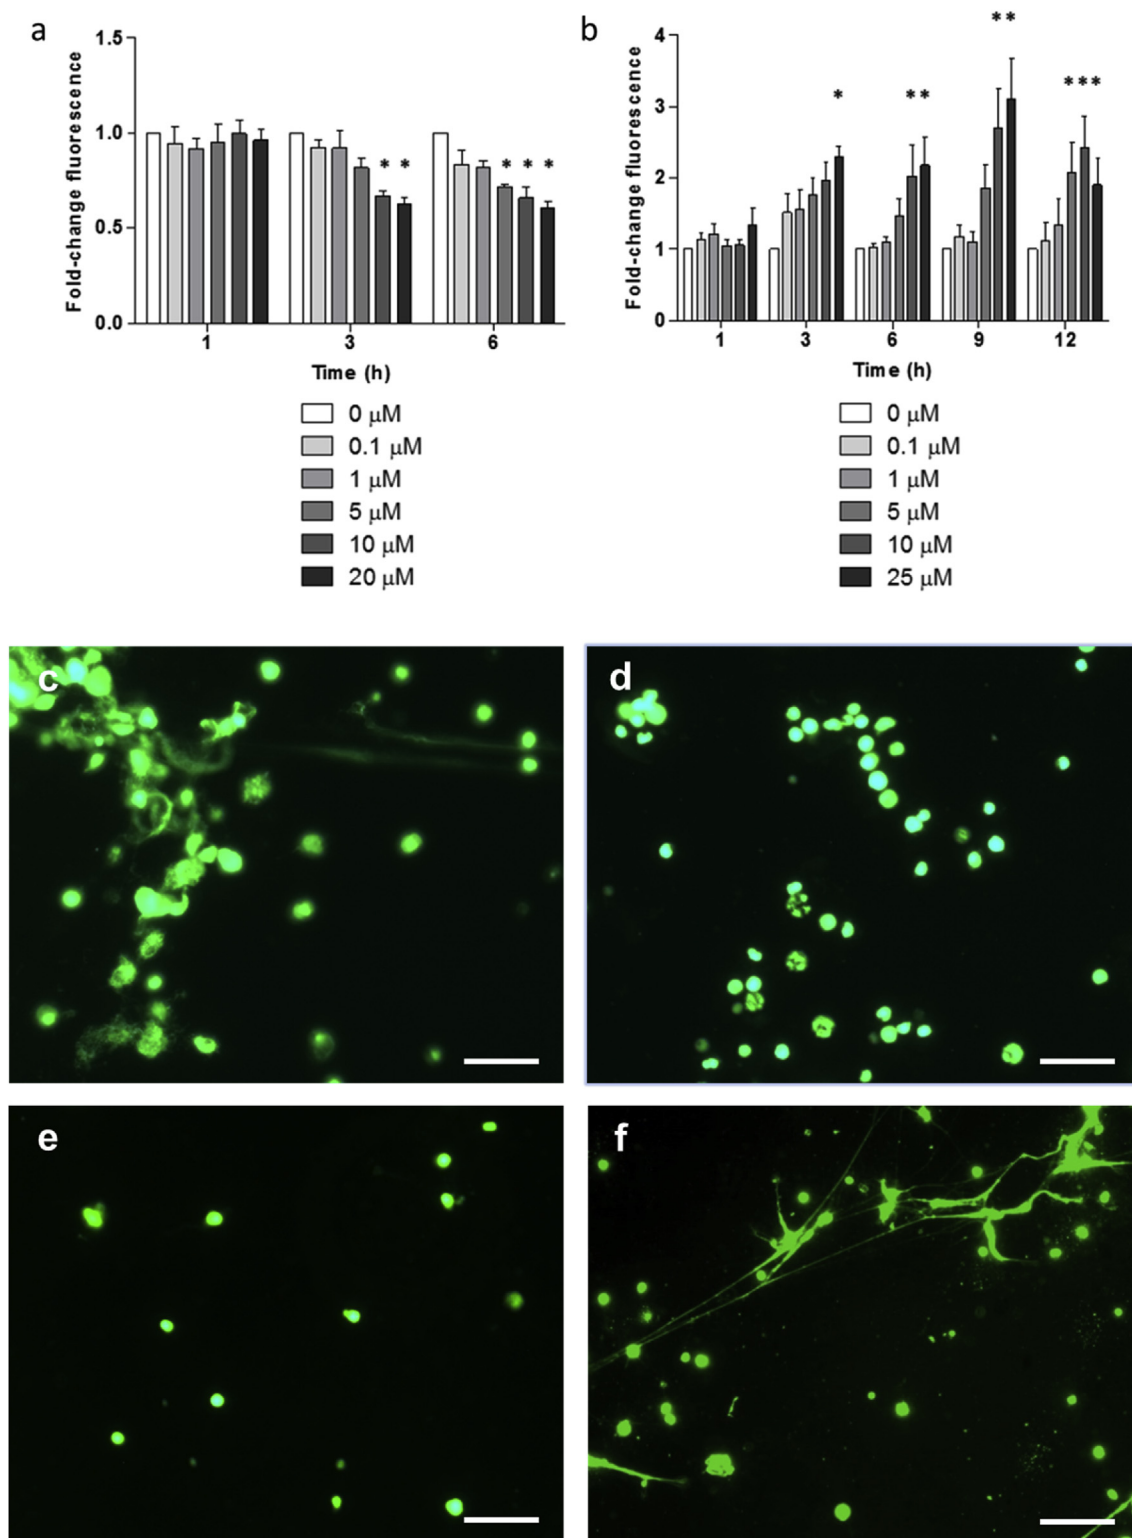 a
Fold-change fluorescence
1.5
1.0
0.5
0.0
* *
* * *
1 3 6
Time (h)
0 μM
0.1 μM
1 μM
5 μM
10 μM
20 μM
b
Fold-change fluorescence
4
3
2
1
0
*
**
**
***
1 3 6 9 12
Time (h)
0 μM
0.1 μM
1 μM
5 μM
10 μM
25 μM
c
d
e
f